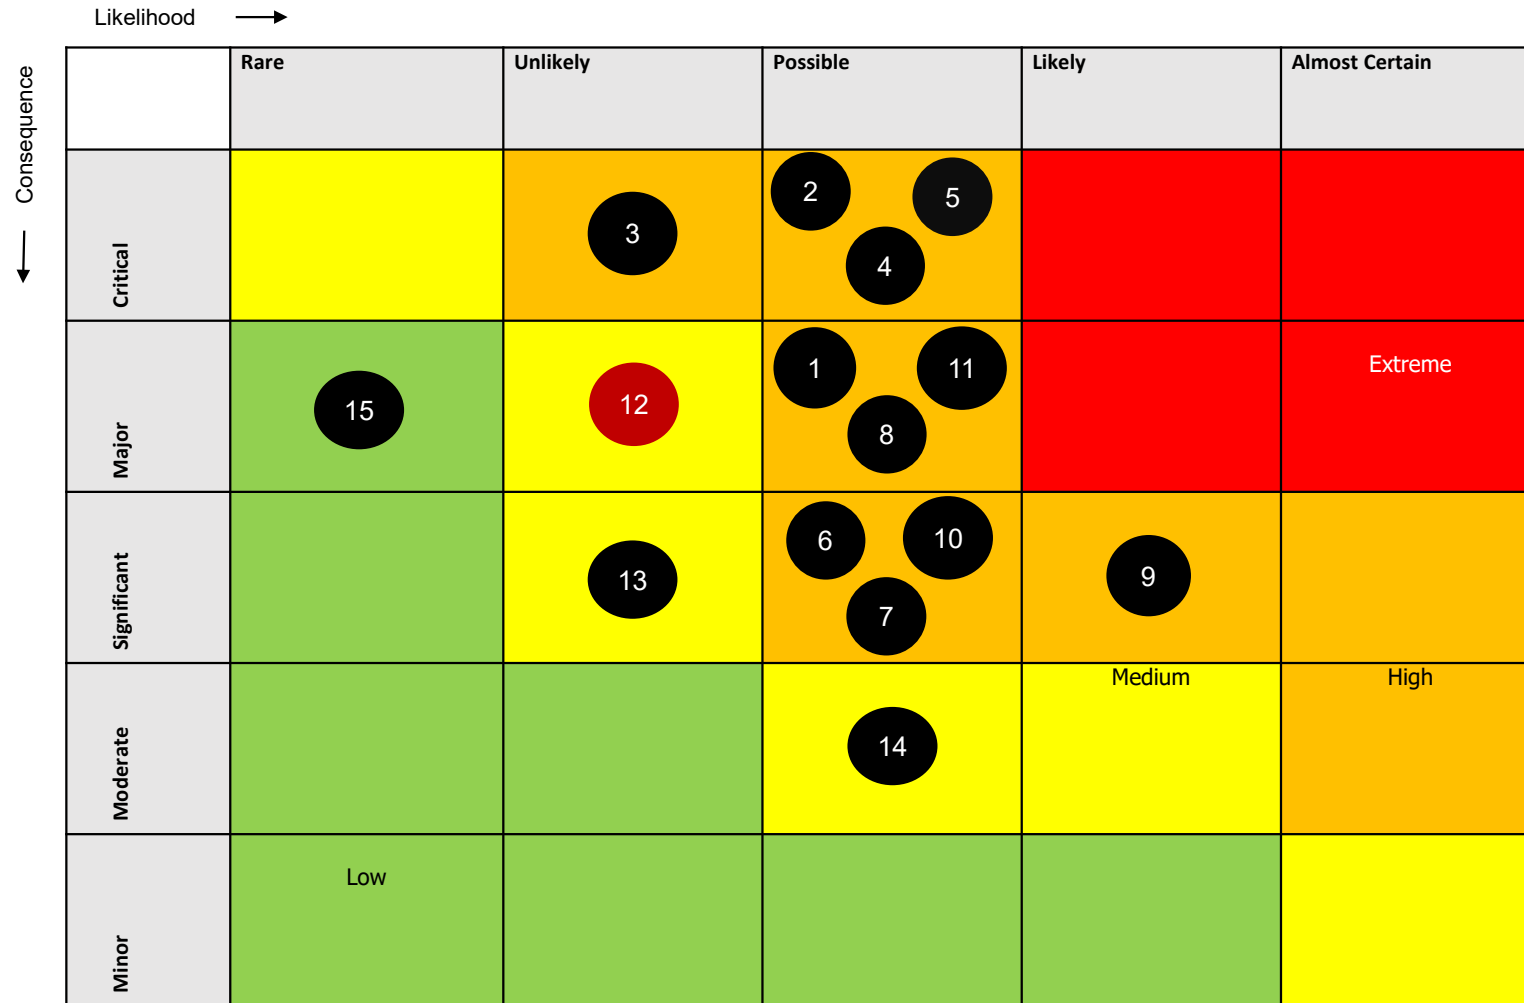 Likelihood
Consequence
Rare
Unlikely
Possible
Likely
Almost Certain
Critical
3
2
5
4
Major
15
12
1
11
8
Extreme
Significant
13
6
10
7
9
Moderate
14
Medium
High
Minor
Low